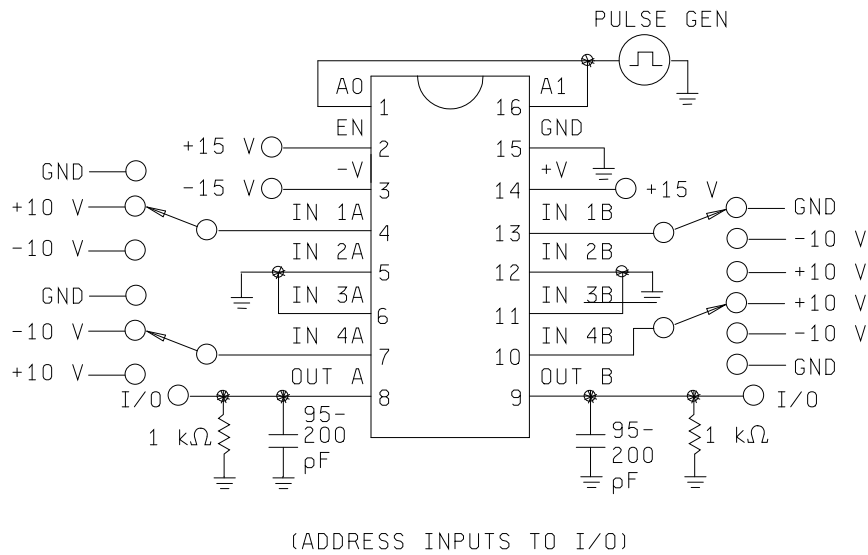 PULSE GEN
A0 1 16 A1
EN 2 15 GND
+15 V
-V 3 14 +V
-15 V +15 V
GND
+10 V
-10 V
IN 1A 4 13 IN 1B
IN 2A 5 12 IN 2B
IN 3A 6 11 IN 3B
IN 4A 7 10 IN 4B
OUT A 8 9 OUT B
GND
-10 V
+10 V
GND
-10 V
+10 V
+10 V
-10 V
GND
I/O I/O
1 kΩ
95-
200
pF
95-
200
pF
1 kΩ
(ADDRESS INPUTS TO I/O)